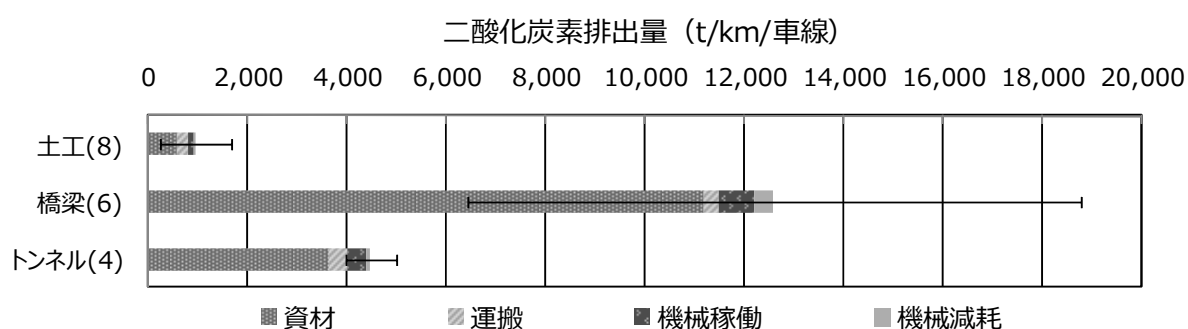 二酸化炭素排出量（t/km/車線）
0 2,000 4,000 6,000 8,000 10,000 12,000 14,000 16,000 18,000 20,000
土工(8)
橋梁(6)
トンネル(4)
資材 運搬 機械稼働 機械減耗